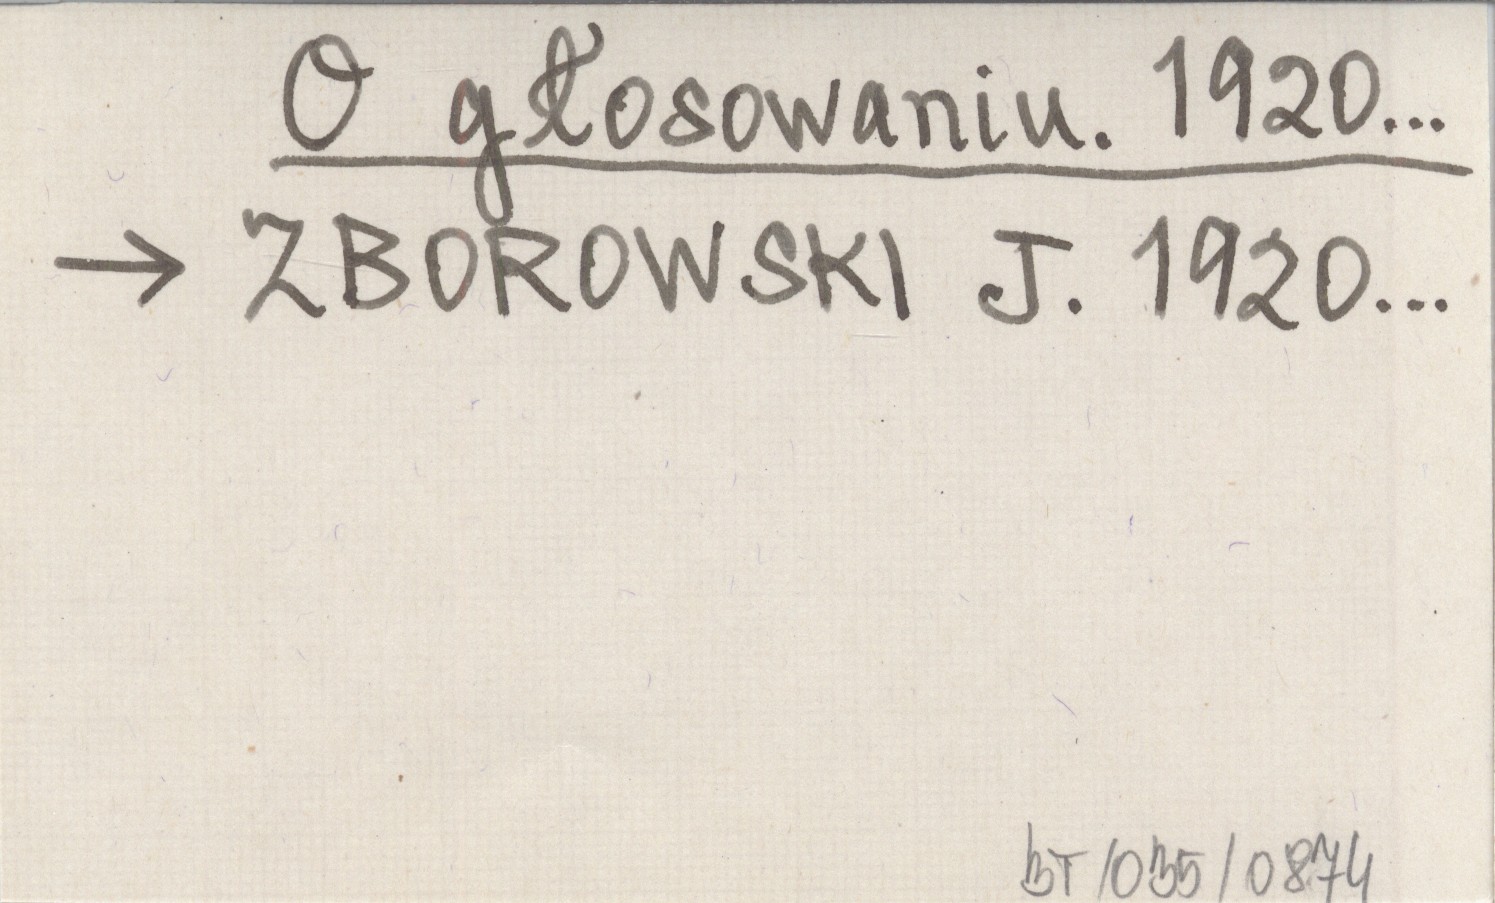 O głosowaniu. 1920...
→ ZBOROWSKI J. 1920...
BT/035/0874